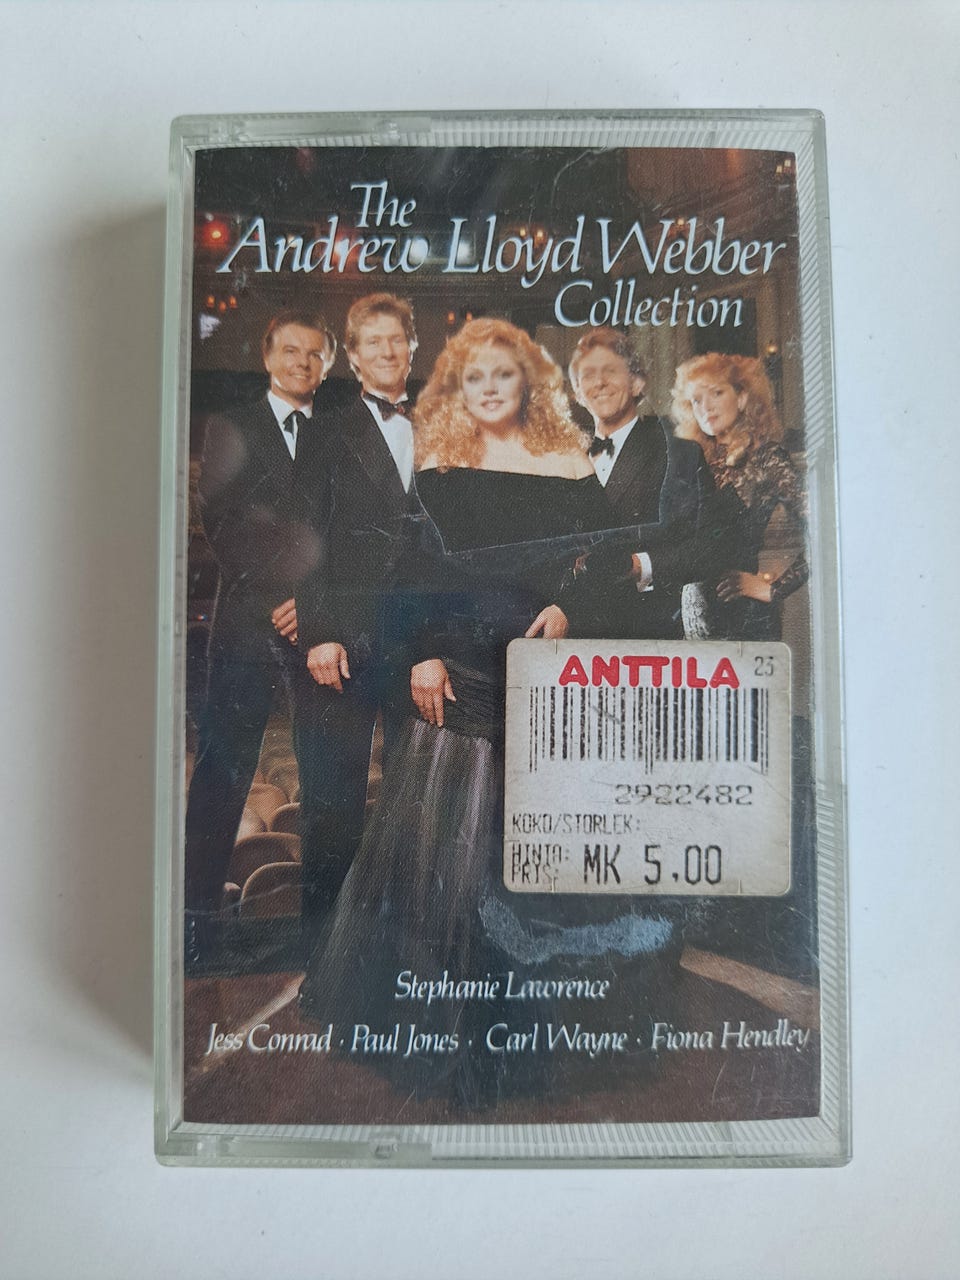 The
Andrew Lloyd Webber
Collection
ANTTILA 23
2922482
KOKO/STORLEK:
HINTA:
PRIS: MK 5,00
Stephanie Lawrence
Jess Conrad · Paul Jones · Carl Wayne · Fiona Hendley